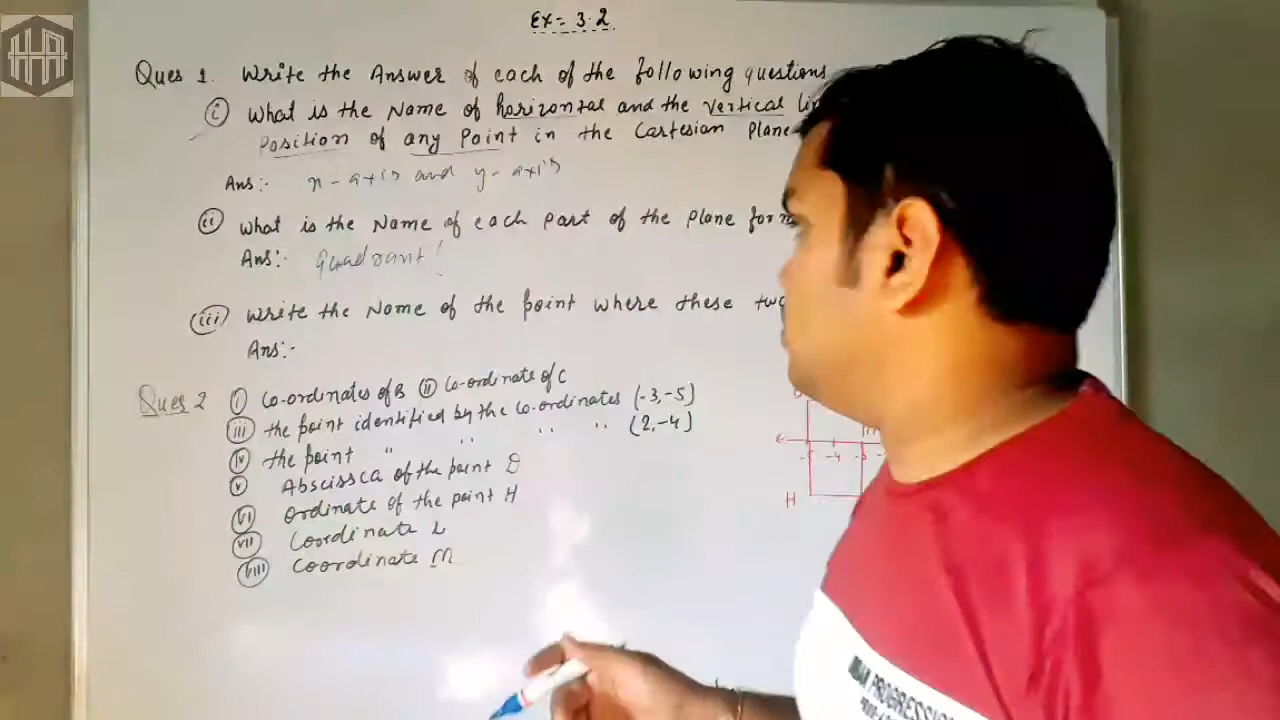 Ex= 3.2
Ques 1. Write the Answer of each of the following questions
(i) What is the Name of horizontal and the vertical
Position of any Point in the Cartesian Plane
Ans:- x-axis and y-axis
(ii) What is the Name of each part of the plane
Ans:- Quadrant
(iii) Write the Name of the point where these
Ans:-
Ques 2 (i) Co-ordinates of B (ii) Co-ordinate of C
(iii) the point identified by the Co-ordinates (-3,-5)
(iv) the point " " " " (2,-4)
(v) Abscissca of the point D
(vi) Ordinate of the point H
(vii) Coordinate L
(viii) Coordinate M
-4
H
PROGRESS